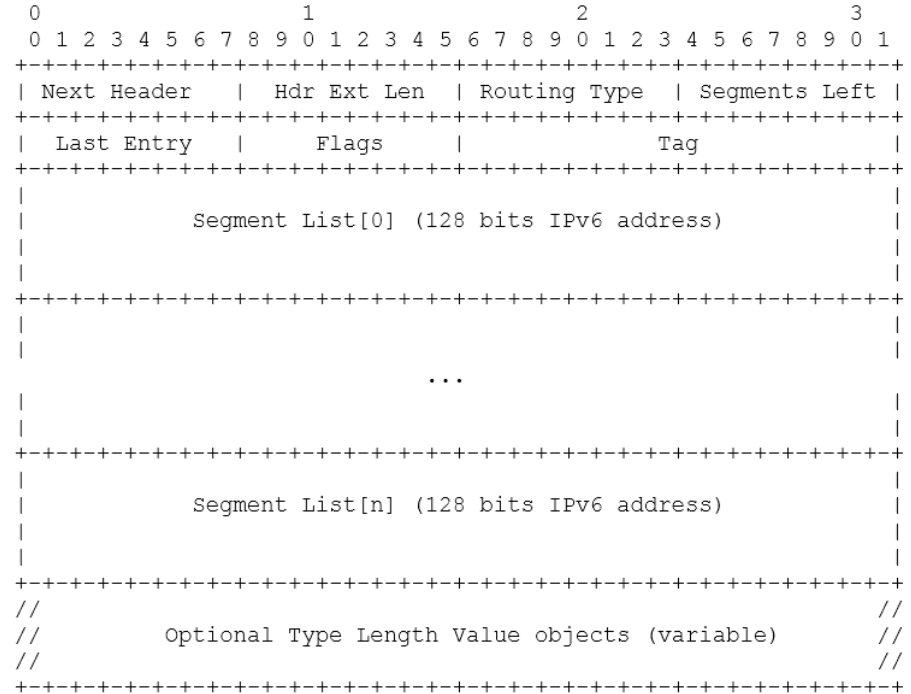 0                   1                   2                   3
 0 1 2 3 4 5 6 7 8 9 0 1 2 3 4 5 6 7 8 9 0 1 2 3 4 5 6 7 8 9 0 1
+-+-+-+-+-+-+-+-+-+-+-+-+-+-+-+-+-+-+-+-+-+-+-+-+-+-+-+-+-+-+-+-+
| Next Header   |  Hdr Ext Len  | Routing Type  | Segments Left |
+-+-+-+-+-+-+-+-+-+-+-+-+-+-+-+-+-+-+-+-+-+-+-+-+-+-+-+-+-+-+-+-+
|  Last Entry   |     Flags     |              Tag              |
+-+-+-+-+-+-+-+-+-+-+-+-+-+-+-+-+-+-+-+-+-+-+-+-+-+-+-+-+-+-+-+-+
|                                                               |
|            Segment List[0] (128 bits IPv6 address)            |
|                                                               |
|                                                               |
+-+-+-+-+-+-+-+-+-+-+-+-+-+-+-+-+-+-+-+-+-+-+-+-+-+-+-+-+-+-+-+-+
|                                                               |
|                                                               |
                              ...
|                                                               |
|                                                               |
+-+-+-+-+-+-+-+-+-+-+-+-+-+-+-+-+-+-+-+-+-+-+-+-+-+-+-+-+-+-+-+-+
|                                                               |
|            Segment List[n] (128 bits IPv6 address)            |
|                                                               |
|                                                               |
+-+-+-+-+-+-+-+-+-+-+-+-+-+-+-+-+-+-+-+-+-+-+-+-+-+-+-+-+-+-+-+-+
//                                                             //
//         Optional Type Length Value objects (variable)       //
//                                                             //
+-+-+-+-+-+-+-+-+-+-+-+-+-+-+-+-+-+-+-+-+-+-+-+-+-+-+-+-+-+-+-+-+